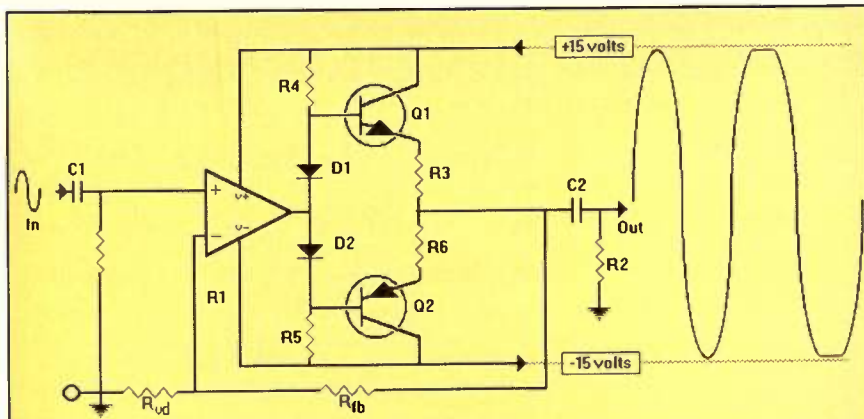 +15 volts
R4
Q1
C1
D1
R3
+
V+
C2
In
Out
V-
−
D2
R6
R2
R1
Q2
R5
-15 volts
Rvd
Rfb